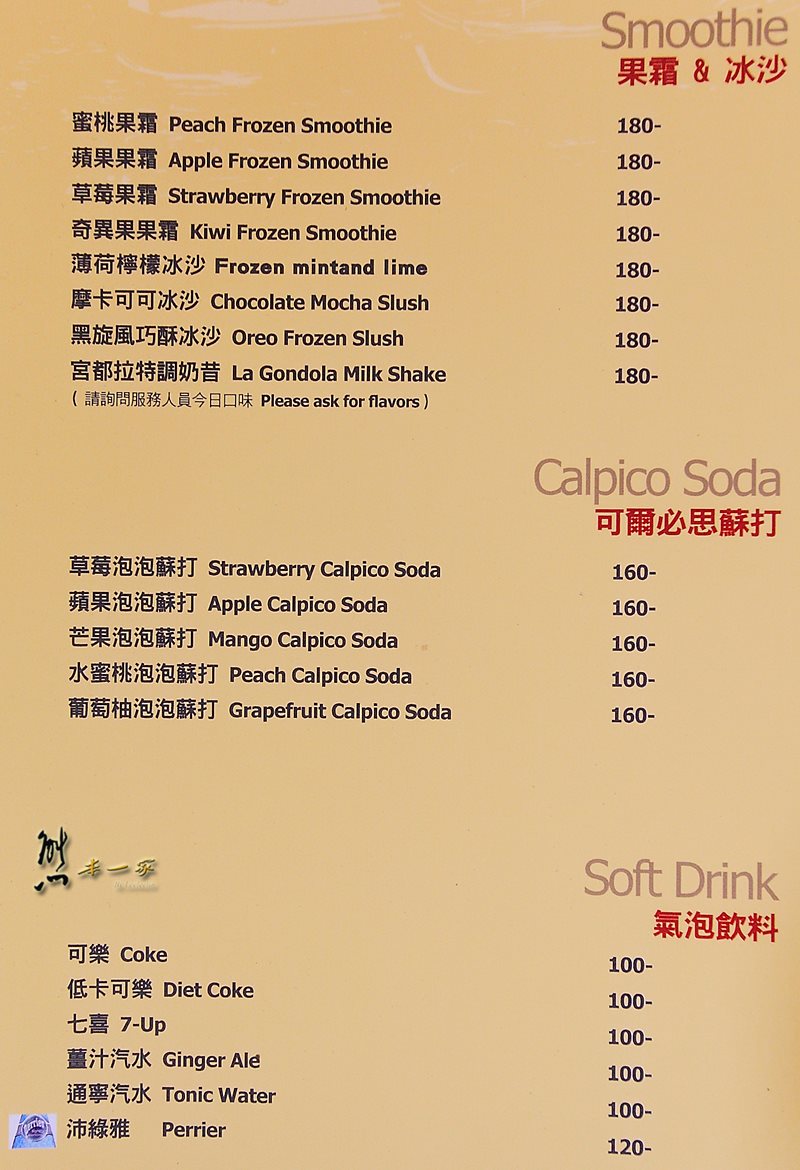 Smoothie
果霜 & 冰沙
蜜桃果霜 Peach Frozen Smoothie 180-
蘋果果霜 Apple Frozen Smoothie 180-
草莓果霜 Strawberry Frozen Smoothie 180-
奇異果果霜 Kiwi Frozen Smoothie 180-
薄荷檸檬冰沙 Frozen mintand lime 180-
摩卡可可冰沙 Chocolate Mocha Slush 180-
黑旋風巧酥冰沙 Oreo Frozen Slush 180-
宮都拉特調奶昔 La Gondola Milk Shake 180-
( 請詢問服務人員今日口味 Please ask for flavors )
Calpico Soda
可爾必思蘇打
草莓泡泡蘇打 Strawberry Calpico Soda 160-
蘋果泡泡蘇打 Apple Calpico Soda 160-
芒果泡泡蘇打 Mango Calpico Soda 160-
水蜜桃泡泡蘇打 Peach Calpico Soda 160-
葡萄柚泡泡蘇打 Grapefruit Calpico Soda 160-
熊本一家
Soft Drink
氣泡飲料
可樂 Coke 100-
低卡可樂 Diet Coke 100-
七喜 7-Up 100-
薑汁汽水 Ginger Ale 100-
通寧汽水 Tonic Water 100-
沛綠雅 Perrier 120-